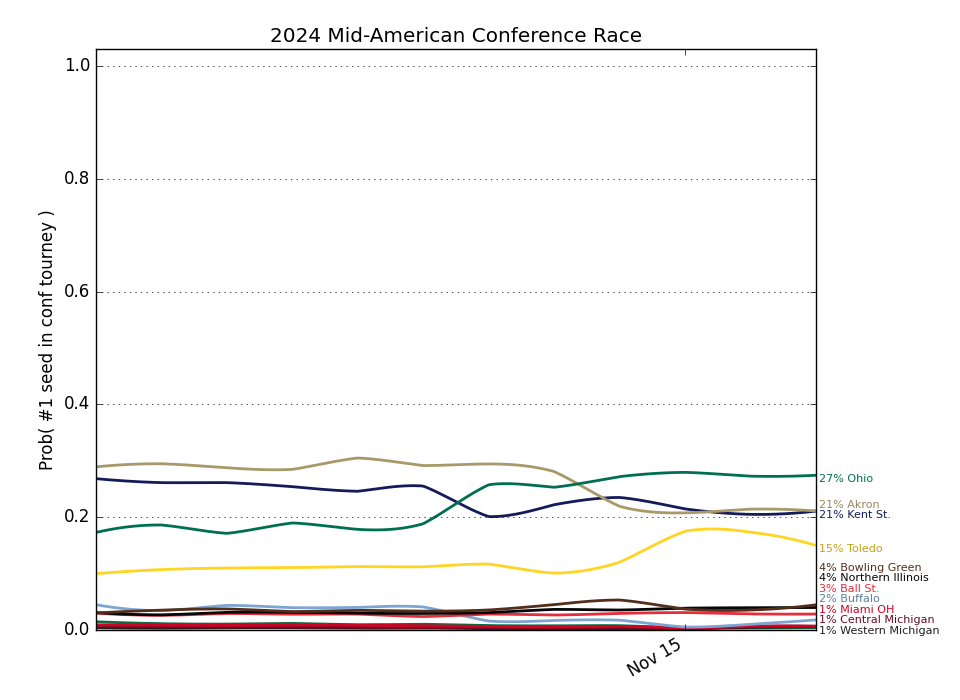 2024 Mid-American Conference Race
Prob( #1 seed in conf tourney )
1.0
0.8
0.6
0.4
0.2
0.0
Nov 15
27% Ohio
21% Akron
21% Kent St.
15% Toledo
4% Bowling Green
4% Northern Illinois
3% Ball St.
2% Buffalo
1% Miami OH
1% Central Michigan
1% Western Michigan